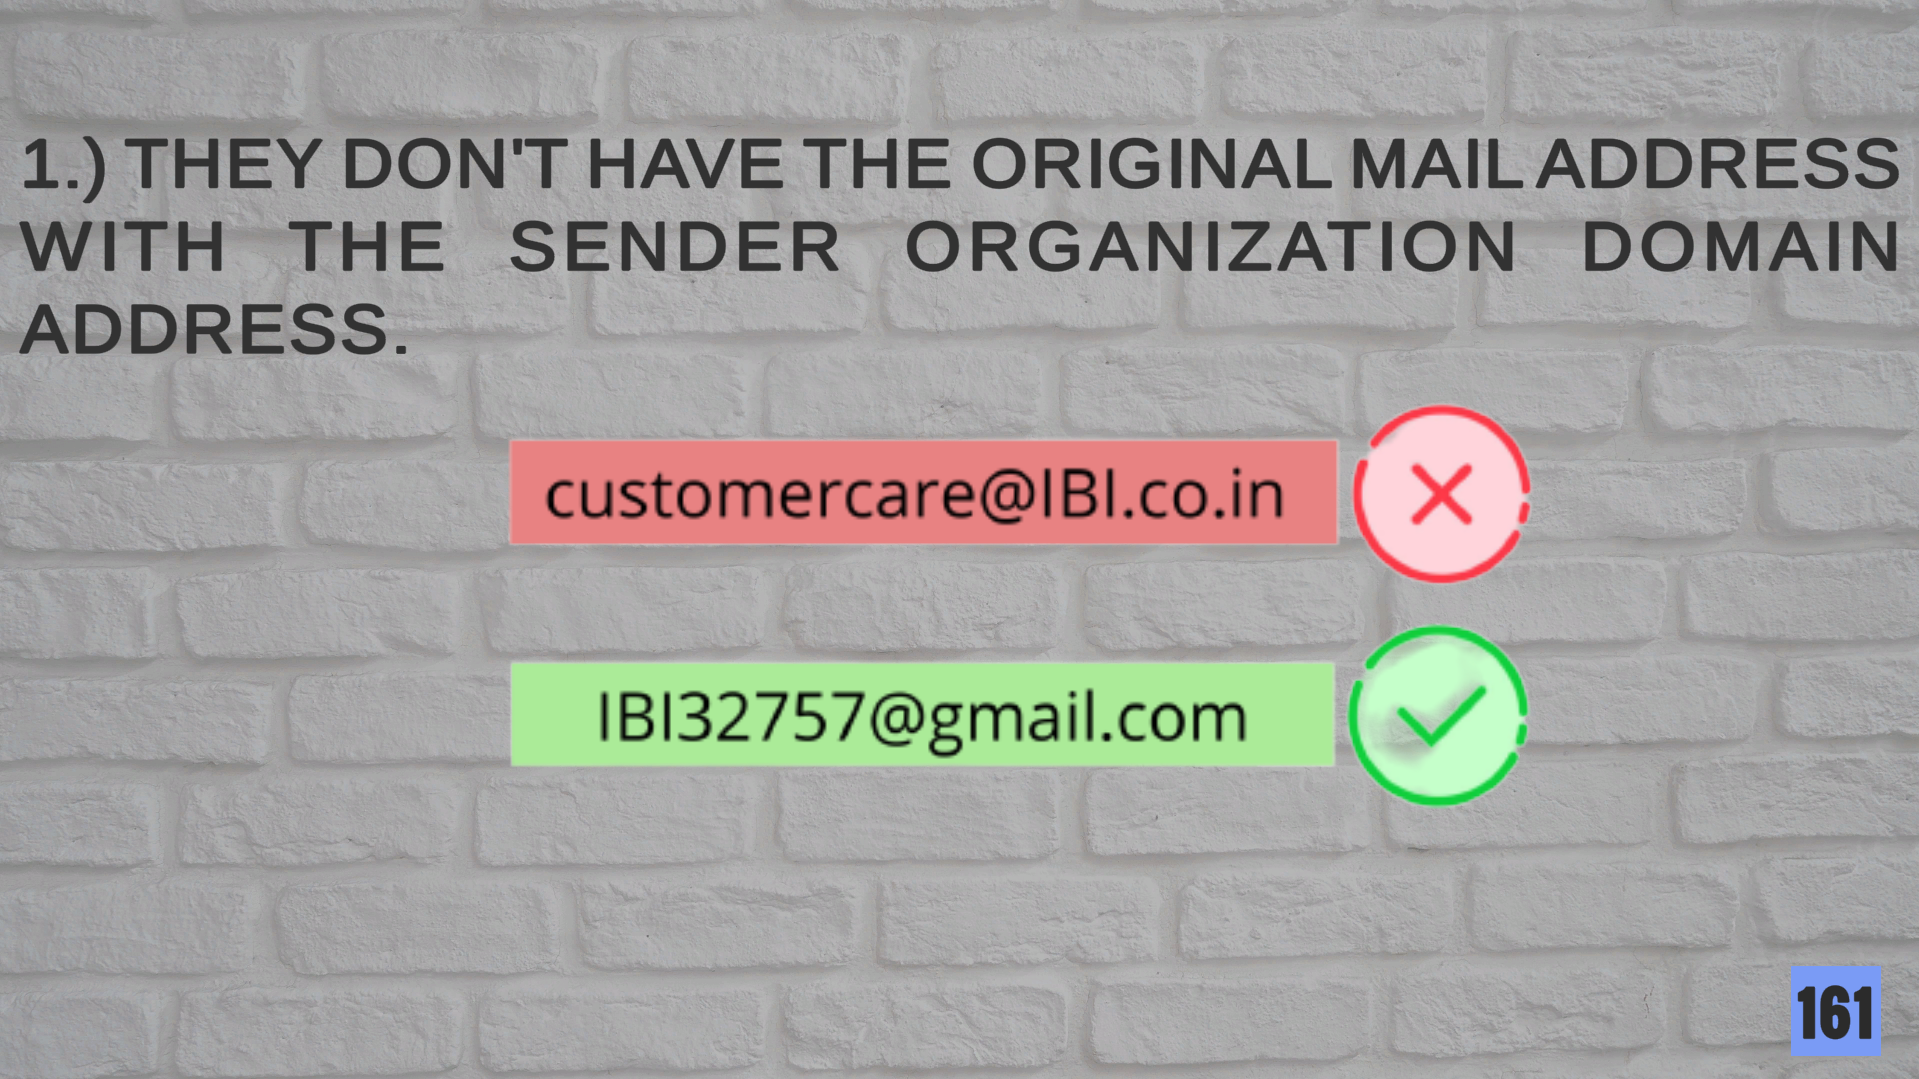 1.) THEY DON'T HAVE THE ORIGINAL MAIL ADDRESS
WITH THE SENDER ORGANIZATION DOMAIN
ADDRESS.
customercare@IBI.co.in
IBI32757@gmail.com
161